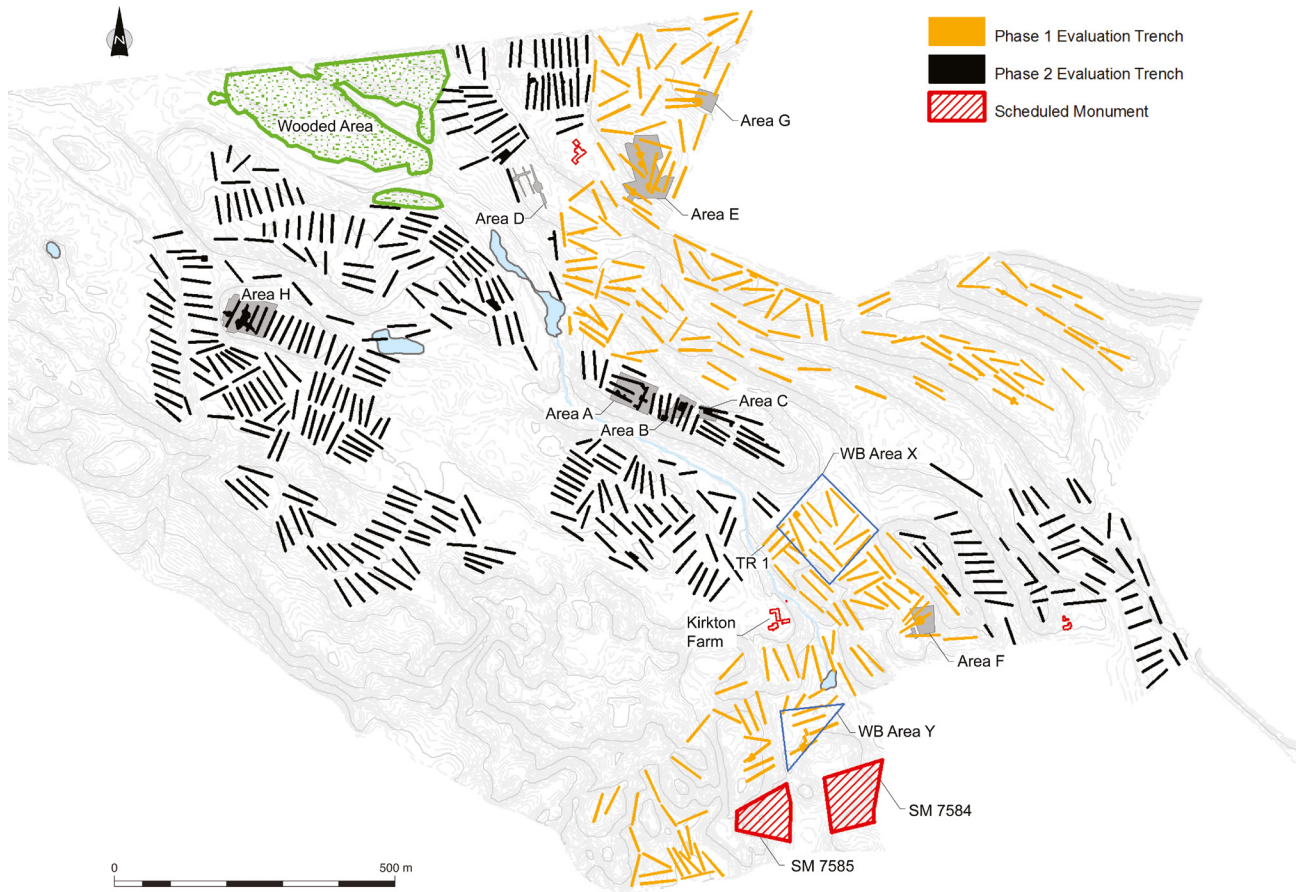 N
Phase 1 Evaluation Trench
Phase 2 Evaluation Trench
Scheduled Monument
Wooded Area
Area G
Area D
Area E
Area H
Area A
Area C
Area B
WB Area X
TR 1
Kirkton
Farm
Area F
WB Area Y
SM 7584
SM 7585
0
500 m